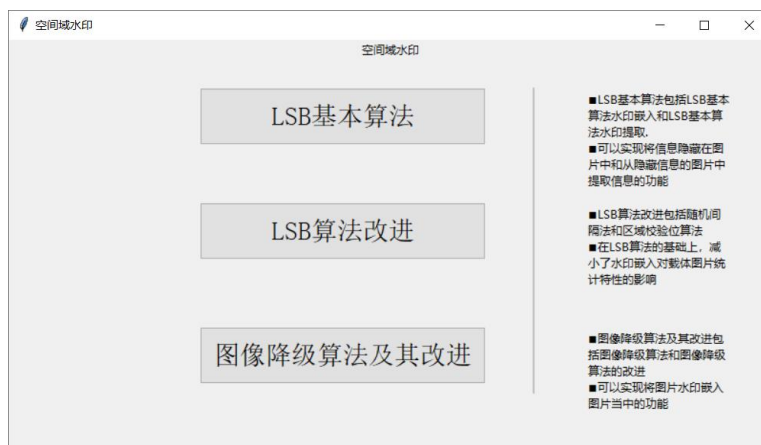 空间域水印
空间域水印
LSB基本算法
■LSB基本算法包括LSB基本
算法水印嵌入和LSB基本算
法水印提取.
■可以实现将信息隐藏在图
片中和从隐藏信息的图片中
提取信息的功能
LSB算法改进
■LSB算法改进包括随机间
隔法和区域校验位算法
■在LSB算法的基础上，减
小了水印嵌入对载体图片统
计特性的影响
图像降级算法及其改进
■图像降级算法及其改进包
括图像降级算法和图像降级
算法的改进
■可以实现将图片水印嵌入
图片当中的功能